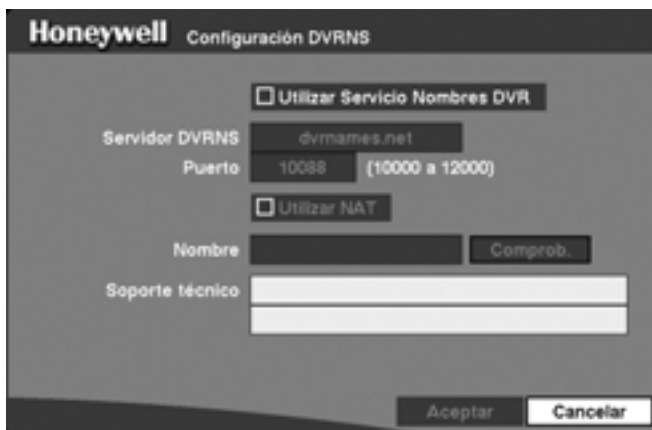 Honeywell Configuración DVRNS
Utilizar Servicio Nombres DVR
Servidor DVRNS dvrnames.net
Puerto 10088 (10000 a 12000)
Utilizar NAT
Nombre Comprob.
Soporte técnico
Aceptar Cancelar